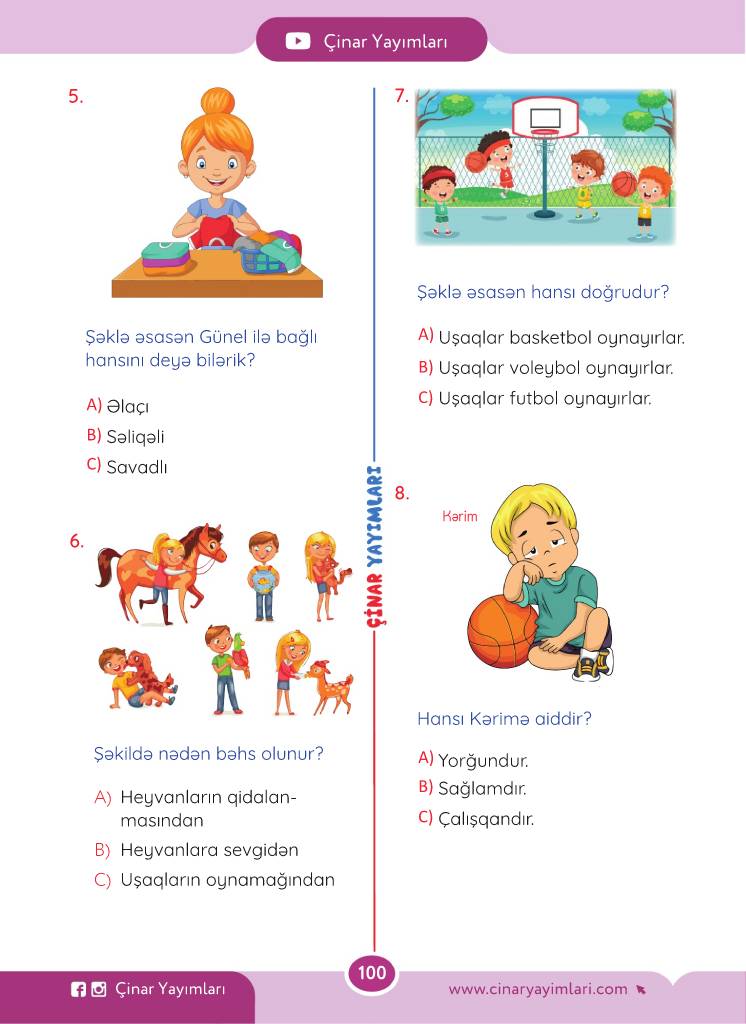 Çinar Yayımları
5.
Şəklə əsasən Günel ilə bağlı
hansını deyə bilərik?
A) Əlaçı
B) Səliqəli
C) Savadlı
6.
Şəkildə nədən bəhs olunur?
A) Heyvanların qidalan-
masından
B) Heyvanlara sevgidən
C) Uşaqların oynamağından
ÇİNAR YAYIMLARI
7.
Şəklə əsasən hansı doğrudur?
A) Uşaqlar basketbol oynayırlar.
B) Uşaqlar voleybol oynayırlar.
C) Uşaqlar futbol oynayırlar.
8.
Kərim
Hansı Kərimə aiddir?
A) Yorğundur.
B) Sağlamdır.
C) Çalışqandır.
100
Çinar Yayımları
www.cinaryayimlari.com